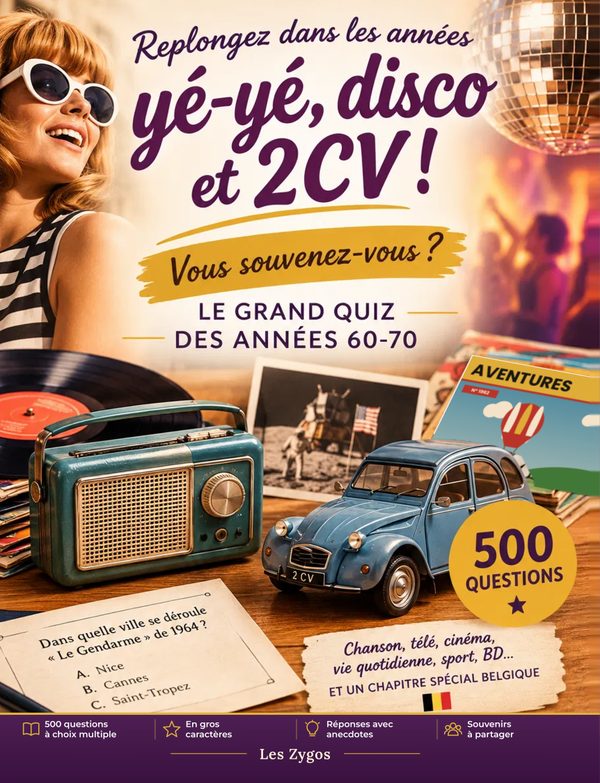 Replongez dans les années
yé-yé, disco
et 2CV !
Vous souvenez-vous ?
LE GRAND QUIZ
DES ANNÉES 60-70
AVENTURES
N° 1962
2 CV
500
QUESTIONS
Dans quelle ville se déroule
« Le Gendarme » de 1964 ?
A. Nice
B. Cannes
C. Saint-Tropez
Chanson, télé, cinéma,
vie quotidienne, sport, BD...
ET UN CHAPITRE SPÉCIAL BELGIQUE
500 questions
à choix multiple
En gros
caractères
Réponses avec
anecdotes
Souvenirs
à partager
Les Zygos